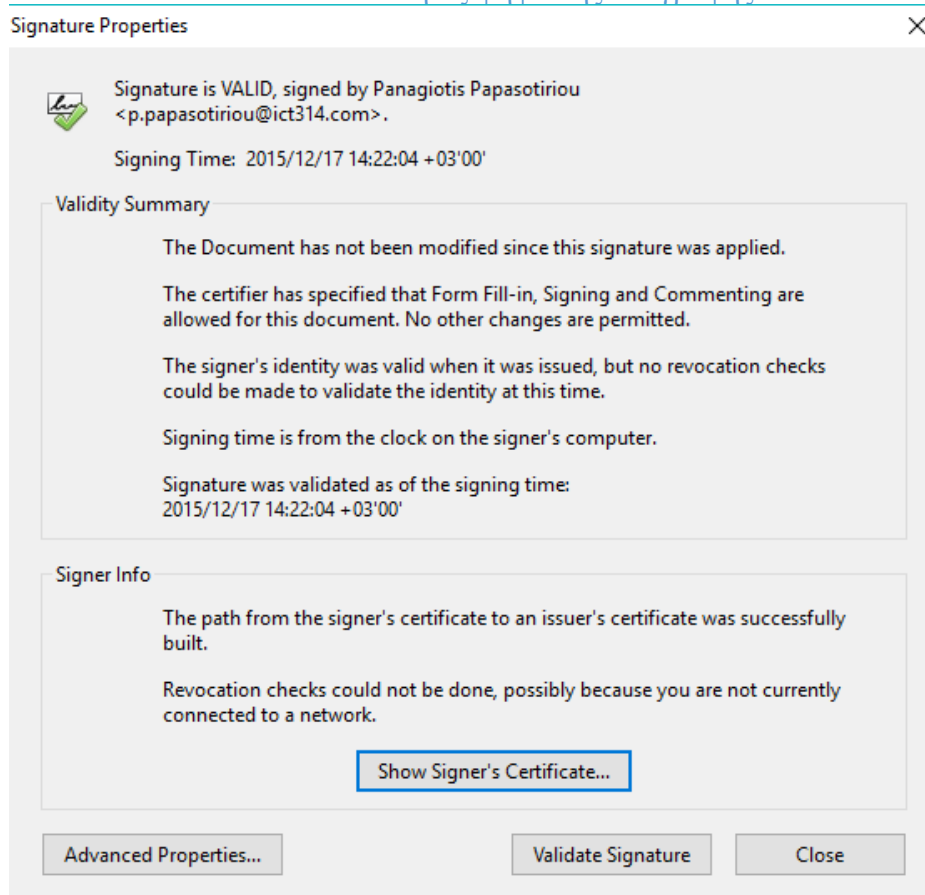 Signature Properties
Signature is VALID, signed by Panagiotis Papasotiriou
<p.papasotiriou@ict314.com>.
Signing Time: 2015/12/17 14:22:04 +03'00'
Validity Summary
The Document has not been modified since this signature was applied.
The certifier has specified that Form Fill-in, Signing and Commenting are
allowed for this document. No other changes are permitted.
The signer's identity was valid when it was issued, but no revocation checks
could be made to validate the identity at this time.
Signing time is from the clock on the signer's computer.
Signature was validated as of the signing time:
2015/12/17 14:22:04 +03'00'
Signer Info
The path from the signer's certificate to an issuer's certificate was successfully
built.
Revocation checks could not be done, possibly because you are not currently
connected to a network.
Show Signer's Certificate...
Advanced Properties...
Validate Signature
Close